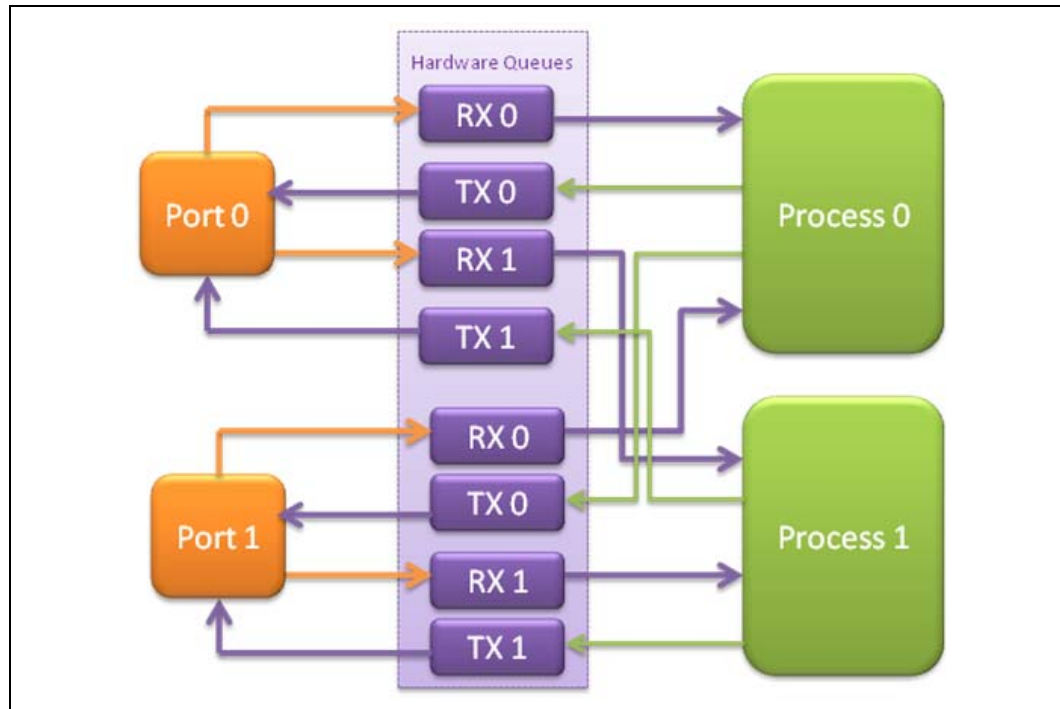 Hardware Queues
RX 0
TX 0
RX 1
TX 1
Port 0
Process 0
RX 0
TX 0
RX 1
TX 1
Port 1
Process 1